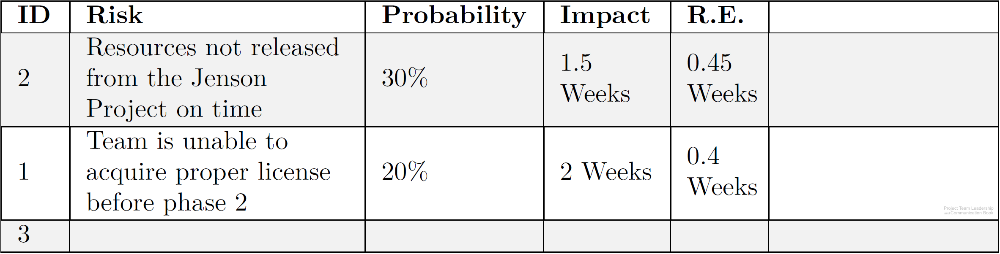 ID Risk Probability Impact R.E.
Resources not released
from the Jenson
Project on time
2
30%
1.5
Weeks
0.45
Weeks
Team is unable to
acquire proper license
before phase 2
1
20%
2 Weeks
0.4
Weeks
Project Team Leadership
and Communication Book
3